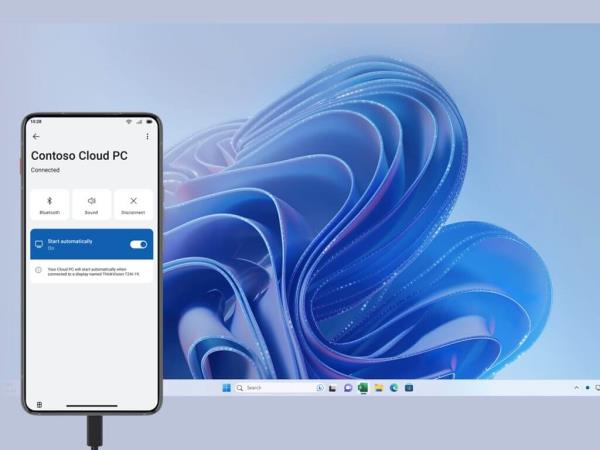 10:28
Contoso Cloud PC
Connected
Bluetooth
Sound
Disconnect
Start automatically
On
Your Cloud PC will start automatically when
connected to a display named ThinkVision T24i-19.
Search